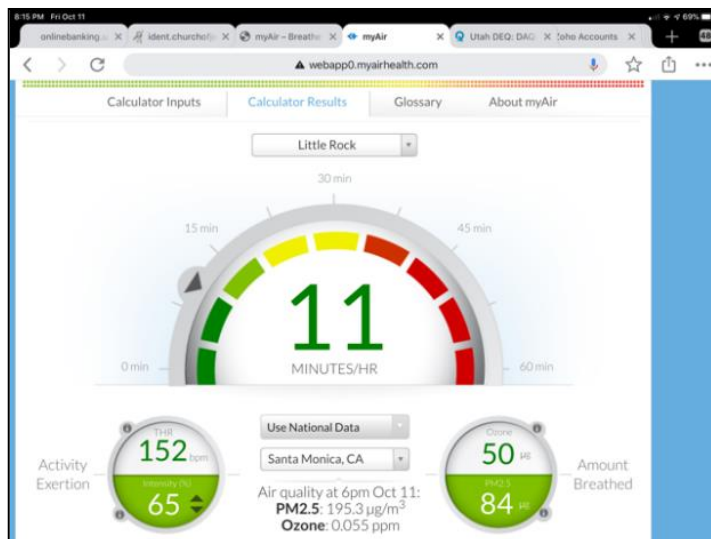 8:15 PM Fri Oct 11
69%
onlinebanking.
ident.churchof
myAir – Breathe
myAir
Utah DEQ: DAQ
Zoho Accounts
48
webapp0.myairhealth.com
Calculator Inputs
Calculator Results
Glossary
About myAir
Little Rock
30 min
15 min
45 min
11
MINUTES/HR
0 min
60 min
THR
152 bpm
Intensity (%)
65
Activity
Exertion
Use National Data
Santa Monica, CA
Air quality at 6pm Oct 11:
PM2.5: 195.3 µg/m³
Ozone: 0.055 ppm
Ozone
50 µg
PM2.5
84 µg
Amount
Breathed